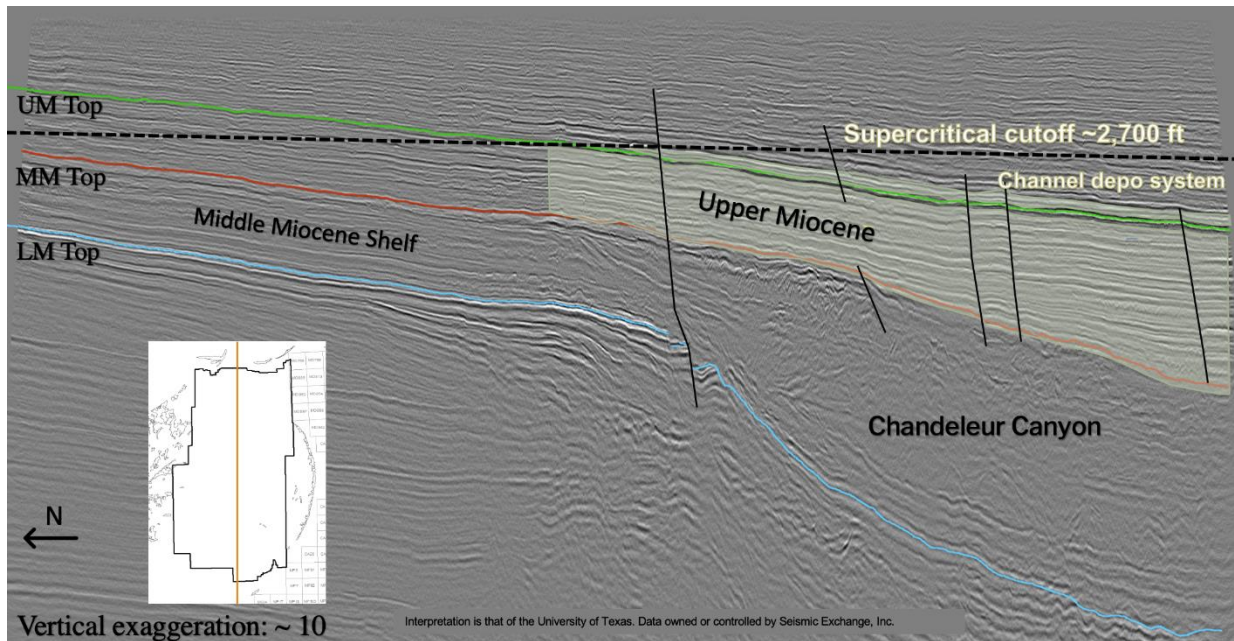 UM Top
Supercritical cutoff ~2,700 ft
MM Top
Channel depo system
Middle Miocene Shelf
Upper Miocene
LM Top
Chandeleur Canyon
N
Vertical exaggeration: ~ 10
Interpretation is that of the University of Texas. Data owned or controlled by Seismic Exchange, Inc.